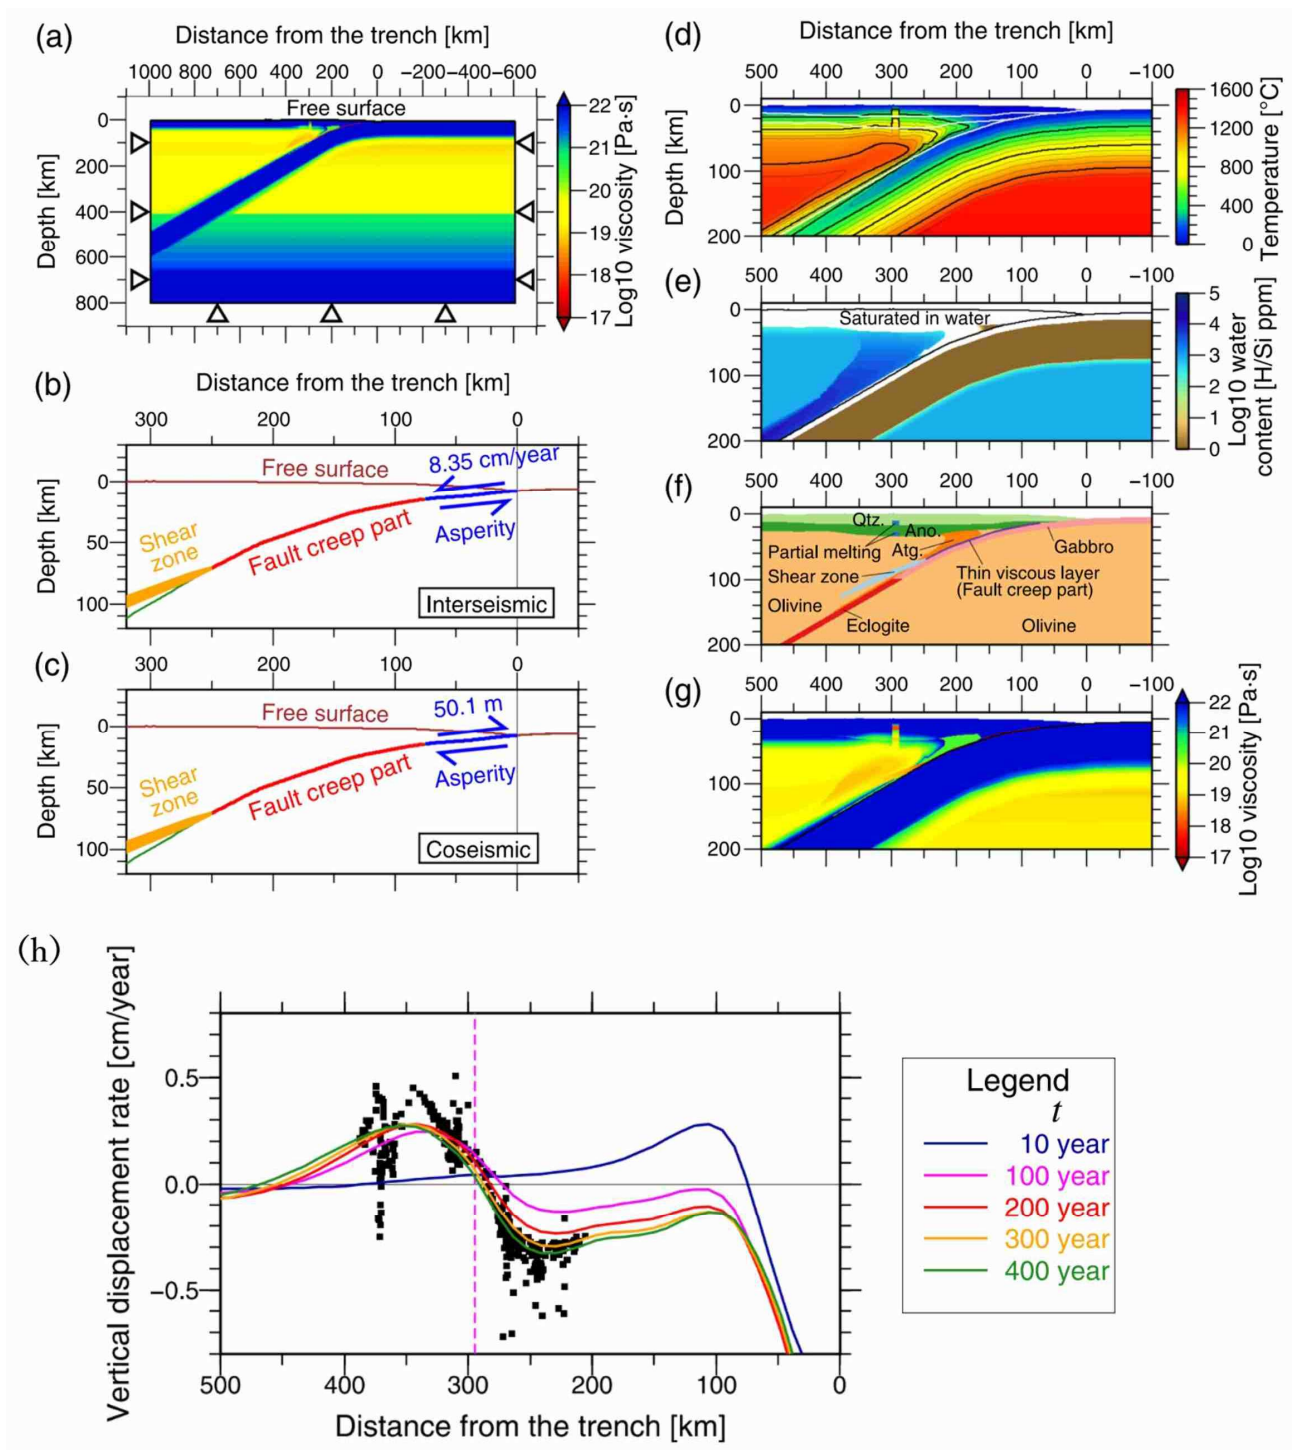 (a)
Distance from the trench [km]
1000 800 600 400 200 0 −200 −400 −600
Free surface
0
200
400
600
800
Depth [km]
22
21
20
19
18
17
Log10 viscosity [Pa·s]
(b)
Distance from the trench [km]
300 200 100 0
Free surface
8.35 cm/year
Asperity
Fault creep part
Shear
zone
Interseismic
0
50
100
Depth [km]
(c)
300 200 100 0
Free surface
50.1 m
Asperity
Fault creep part
Shear
zone
Coseismic
0
50
100
Depth [km]
(d)
Distance from the trench [km]
500 400 300 200 100 0 −100
0
100
200
Depth [km]
1600
1200
800
400
0
Temperature [°C]
(e)
500 400 300 200 100 0 −100
Saturated in water
0
100
200
5
4
3
2
1
0
Log10 water
content [H/Si ppm]
(f)
Qtz.
Ano.
Partial melting
Atg.
Gabbro
Shear zone
Thin viscous layer
(Fault creep part)
Olivine
Eclogite
Olivine
0
100
200
(g)
500 400 300 200 100 0 −100
0
100
200
22
21
20
19
18
17
Log10 viscosity [Pa·s]
(h)
Vertical displacement rate [cm/year]
0.5
0.0
−0.5
500 400 300 200 100 0
Distance from the trench [km]
Legend
t
10 year
100 year
200 year
300 year
400 year